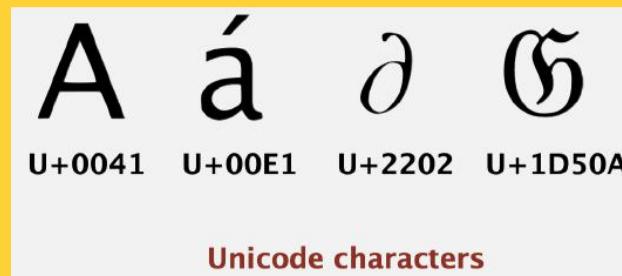 A á ∂ 𝔊
U+0041 U+00E1 U+2202 U+1D50A
Unicode characters